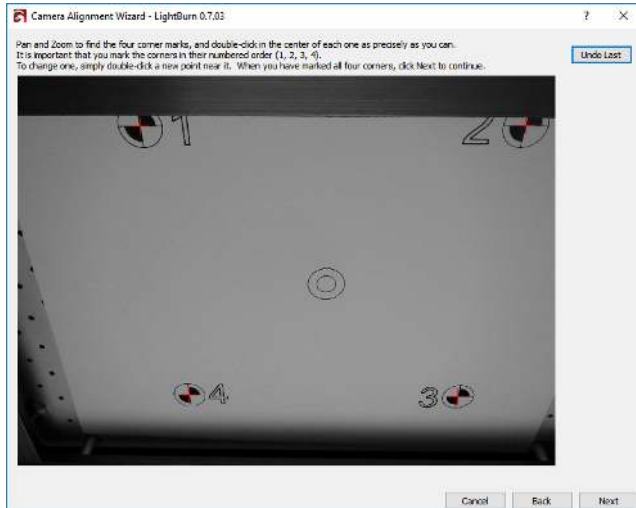 Camera Alignment Wizard - LightBurn 0.7.03
Pan and Zoom to find the four corner marks, and double-click in the center of each one as precisely as you can.
It is important that you mark the corners in their numbered order (1, 2, 3, 4).
To change one, simply double-click a new point near it. When you have marked all four corners, click Next to continue.
Undo Last
1 2
4 3
Cancel Back Next